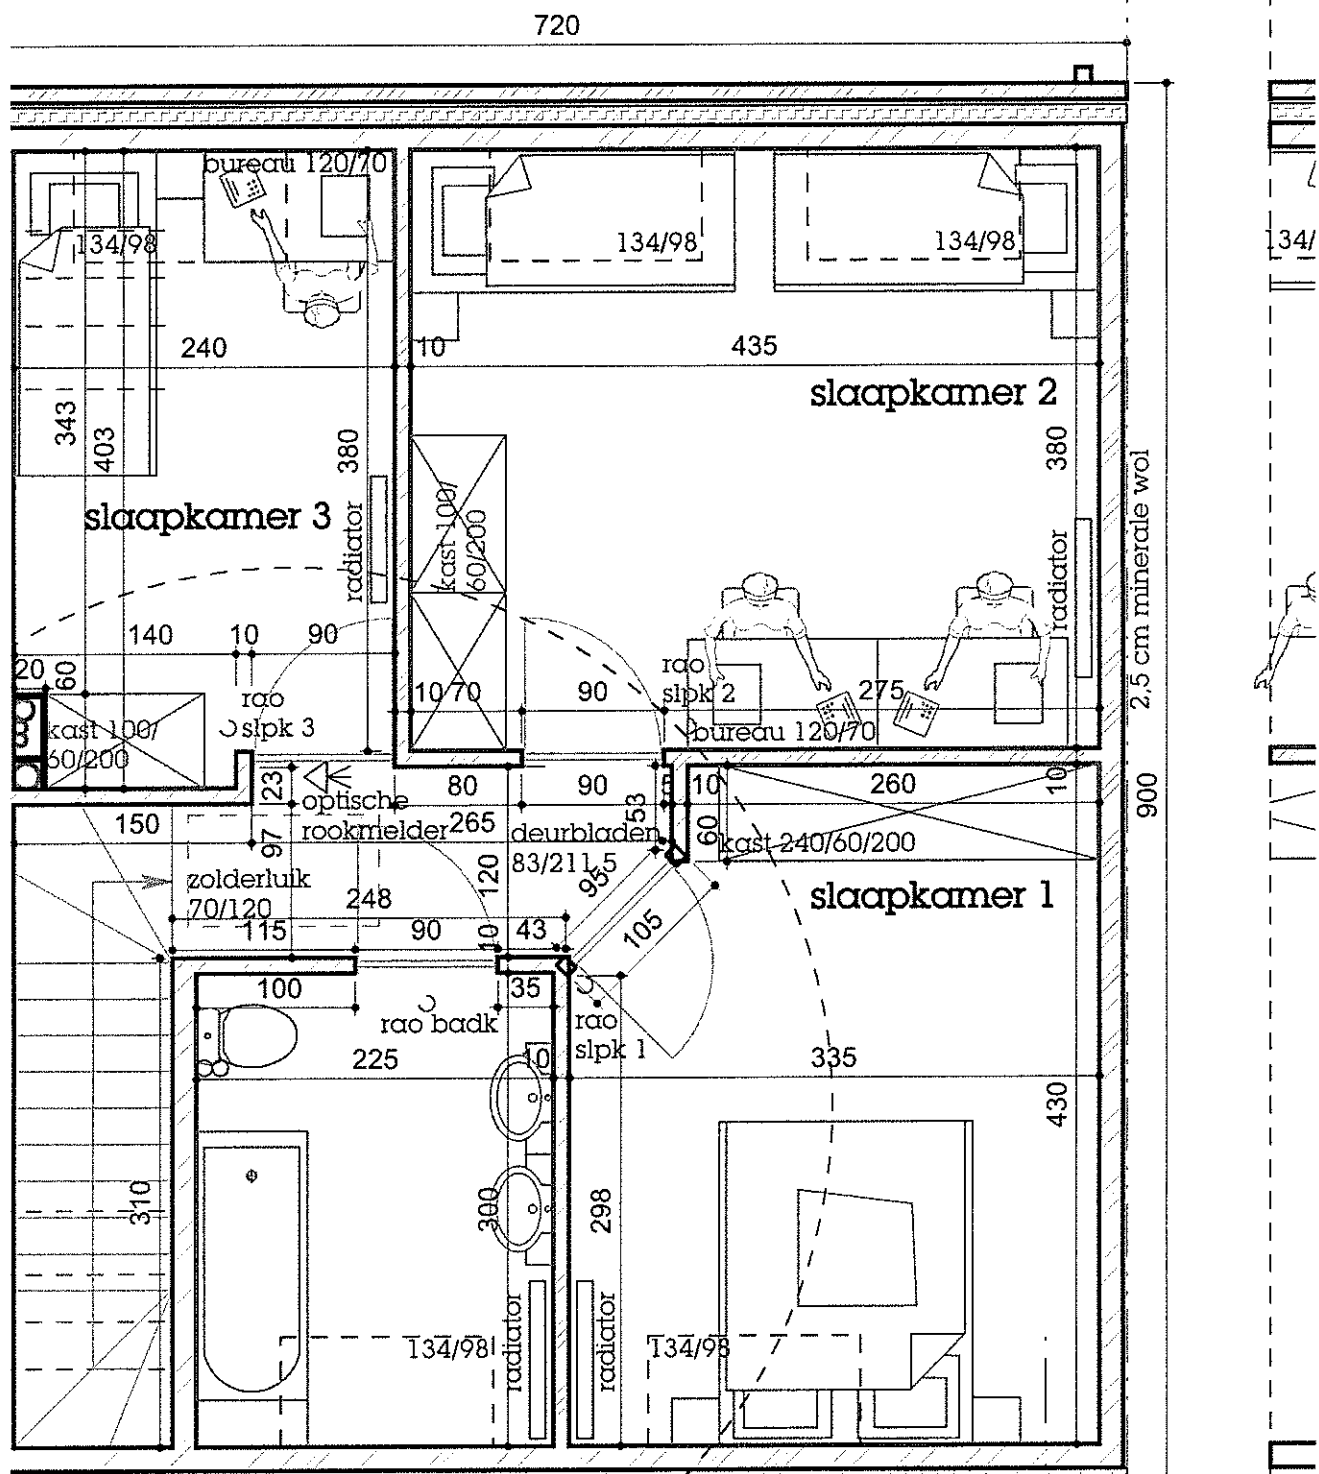 720
bureau 120/70
134/98
134/98
134/98
134/
240
10
435
slaapkamer 2
343
403
380
380
slaapkamer 3
radiator
kast 100/
60/200
radiator
2,5 cm minerale wol
900
140
10
90
20
60
rao
slpk 3
kast 100/
60/200
10
70
90
rao
slpk 2
275
bureau 120/70
23
optische
rookmelder
80
90
5
10
260
10
150
97
265
deurbladen
83/211,5
53
60
kast 240/60/200
zolderluik
70/120
248
120
95
slaapkamer 1
115
90
10
43
105
100
35
rao badk
rao
slpk 1
225
10
335
430
310
300
298
134/98
radiator
radiator
134/98